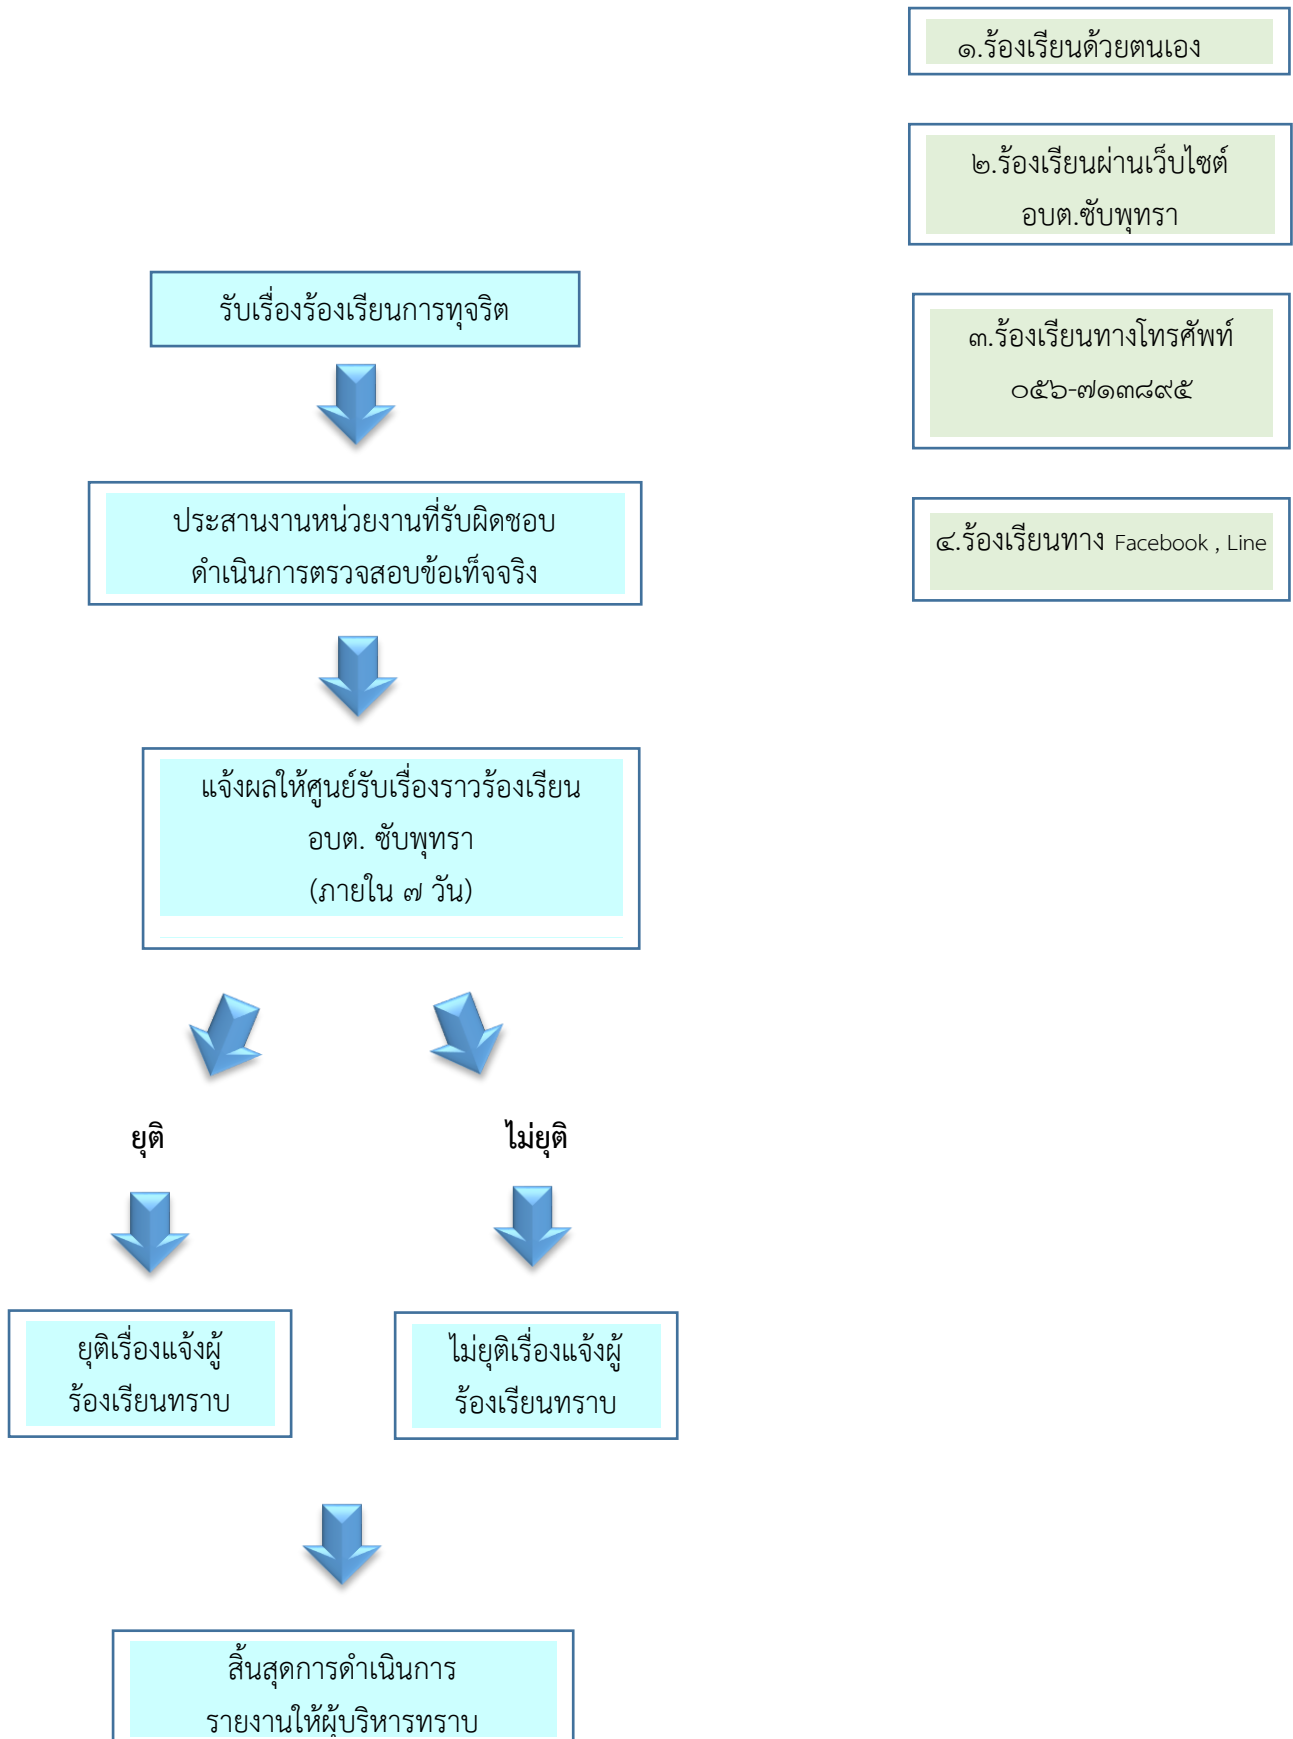 ๑.ร้องเรียนด้วยตนเอง
๒.ร้องเรียนผ่านเว็บไซต์
อบต.ซับพุทรา
๓.ร้องเรียนทางโทรศัพท์
๐๕๖-๗๑๓๘๙๕
๔.ร้องเรียนทาง Facebook , Line
รับเรื่องร้องเรียนการทุจริต
ประสานงานหน่วยงานที่รับผิดชอบ
ดำเนินการตรวจสอบข้อเท็จจริง
แจ้งผลให้ศูนย์รับเรื่องราวร้องเรียน
อบต. ซับพุทรา
(ภายใน ๗ วัน)
ยุติ
ไม่ยุติ
ยุติเรื่องแจ้งผู้
ร้องเรียนทราบ
ไม่ยุติเรื่องแจ้งผู้
ร้องเรียนทราบ
สิ้นสุดการดำเนินการ
รายงานให้ผู้บริหารทราบ